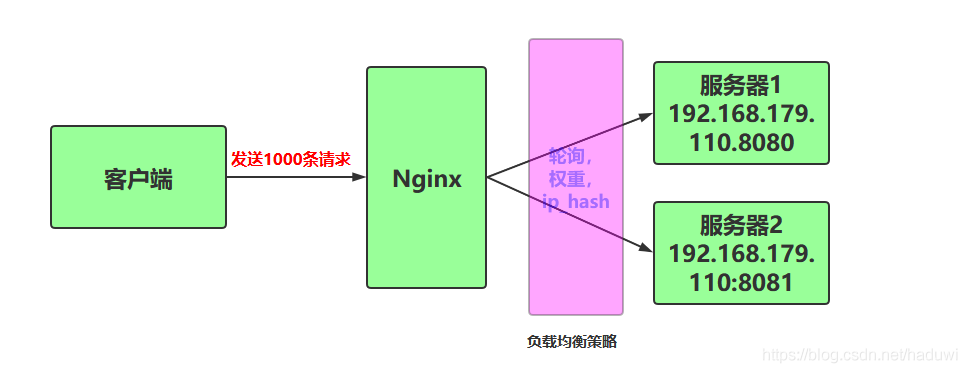 客户端
发送1000条请求
Nginx
轮询，
权重，
ip_hash
负载均衡策略
服务器1
192.168.179.
110.8080
服务器2
192.168.179.
110:8081
https://blog.csdn.net/haduwi